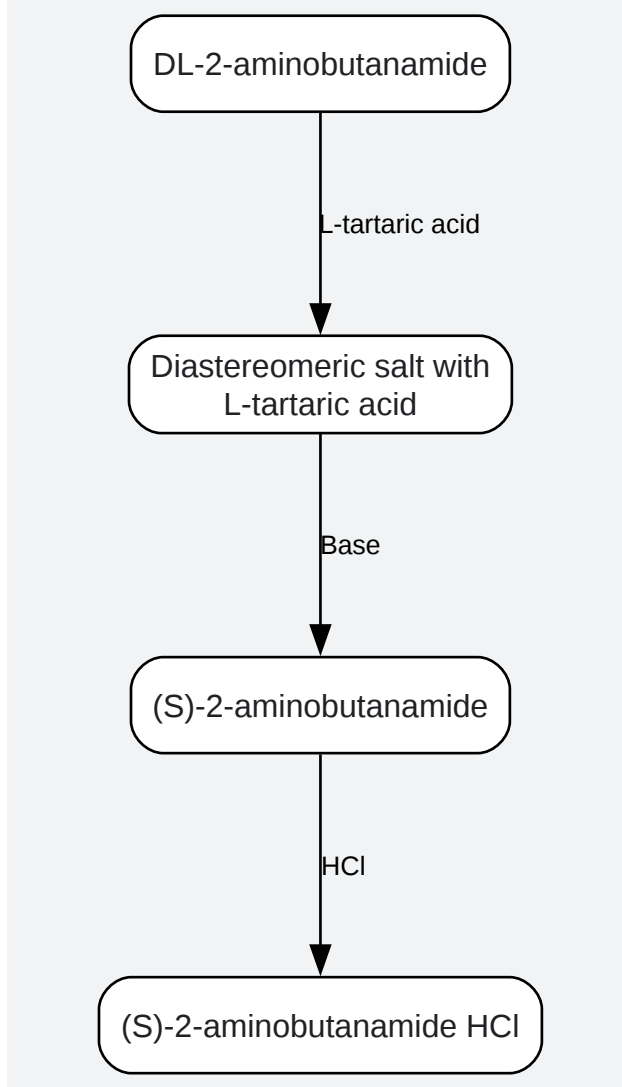 DL-2-aminobutanamide
L-tartaric acid
Diastereomeric salt with
L-tartaric acid
Base
(S)-2-aminobutanamide
HCl
(S)-2-aminobutanamide HCl